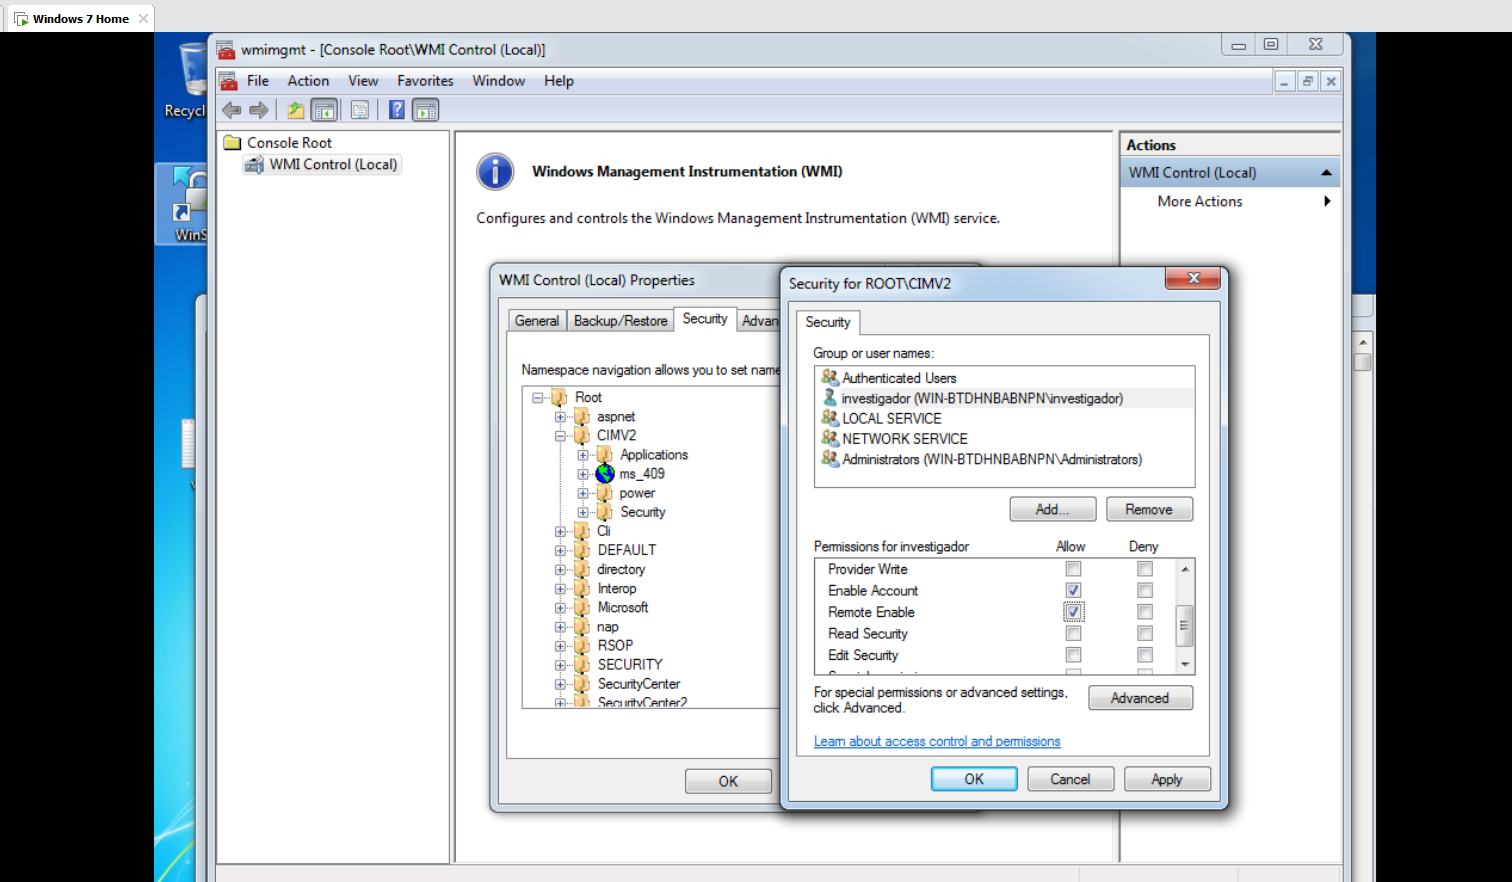 Windows 7 Home
wmimgmt - [Console Root\WMI Control (Local)]
File Action View Favorites Window Help
Console Root
WMI Control (Local)
Windows Management Instrumentation (WMI)
Configures and controls the Windows Management Instrumentation (WMI) service.
Actions
WMI Control (Local)
More Actions
Recycl
WinS
WMI Control (Local) Properties
General Backup/Restore Security Advan
Namespace navigation allows you to set name
Root
aspnet
CIMV2
Applications
ms_409
power
Security
Cli
DEFAULT
directory
Interop
Microsoft
nap
RSOP
SECURITY
SecurityCenter
SecurityCenter2
OK
Security for ROOT\CIMV2
Security
Group or user names:
Authenticated Users
investigador (WIN-BTDHNBABNPN\investigador)
LOCAL SERVICE
NETWORK SERVICE
Administrators (WIN-BTDHNBABNPN\Administrators)
Add... Remove
Permissions for investigador Allow Deny
Provider Write
Enable Account
Remote Enable
Read Security
Edit Security
For special permissions or advanced settings,
click Advanced.
Advanced
Learn about access control and permissions
OK Cancel Apply